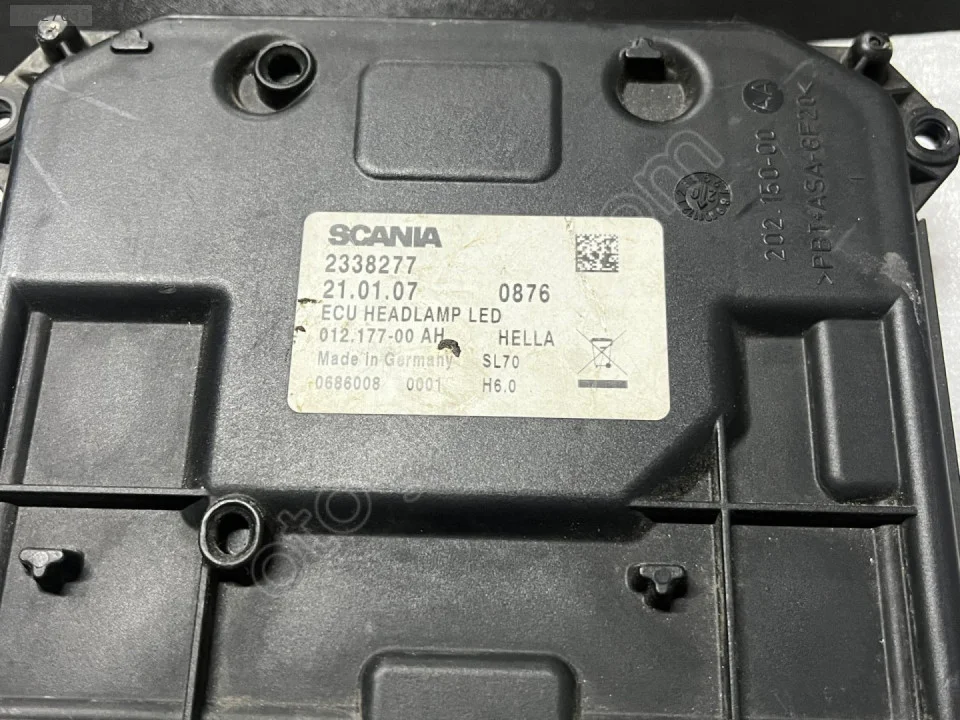 SCANIA
2338277
21.01.07 0876
ECU HEADLAMP LED
012.177-00 AH HELLA
Made in Germany SL70
0686008 0001 H6.0
202.150-00 4A
>PBT+ASA-GF20<